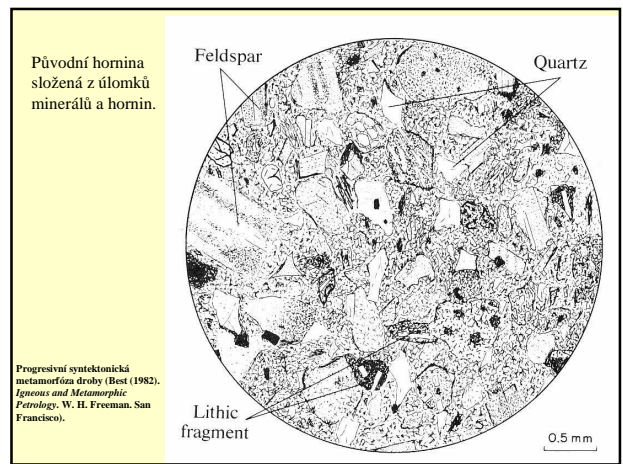 Původní hornina
složená z úlomků
minerálů a hornin.
Feldspar
Quartz
Lithic
fragment
0.5 mm
Progresivní syntektonická
metamorfóza droby (Best (1982).
Igneous and Metamorphic
Petrology. W. H. Freeman. San
Francisco).